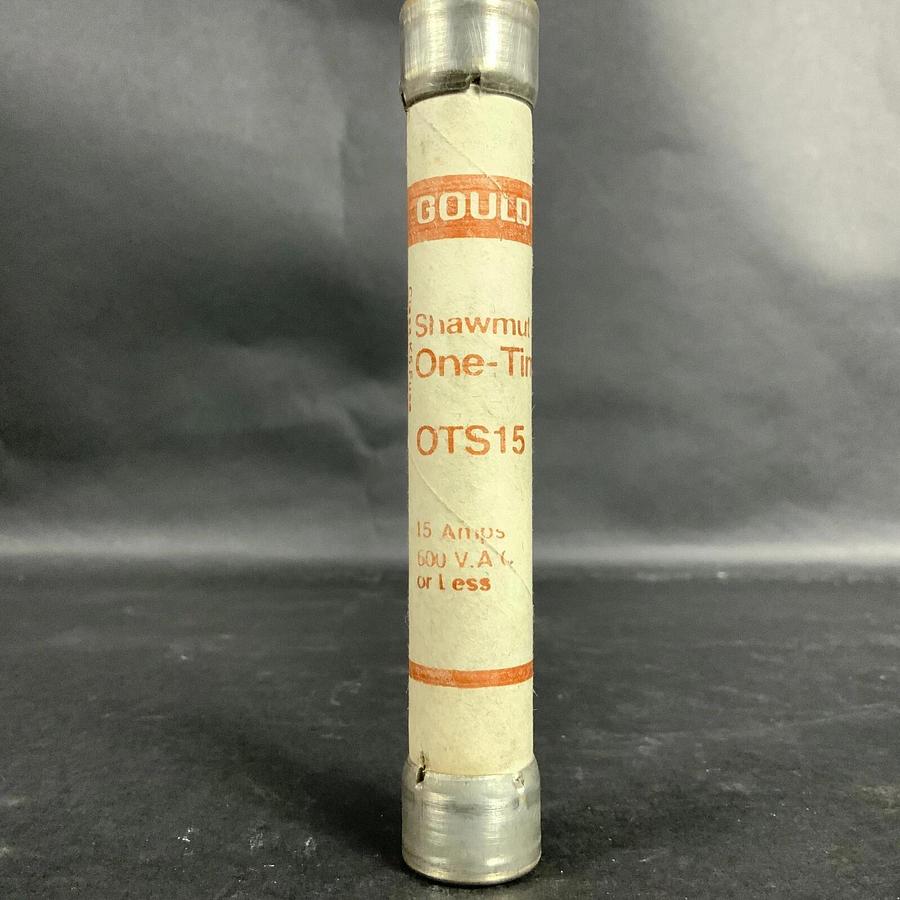 GOULD
Shawmut
One-Tim
OTS15
15 Amps
600 V.A.C.
or Less